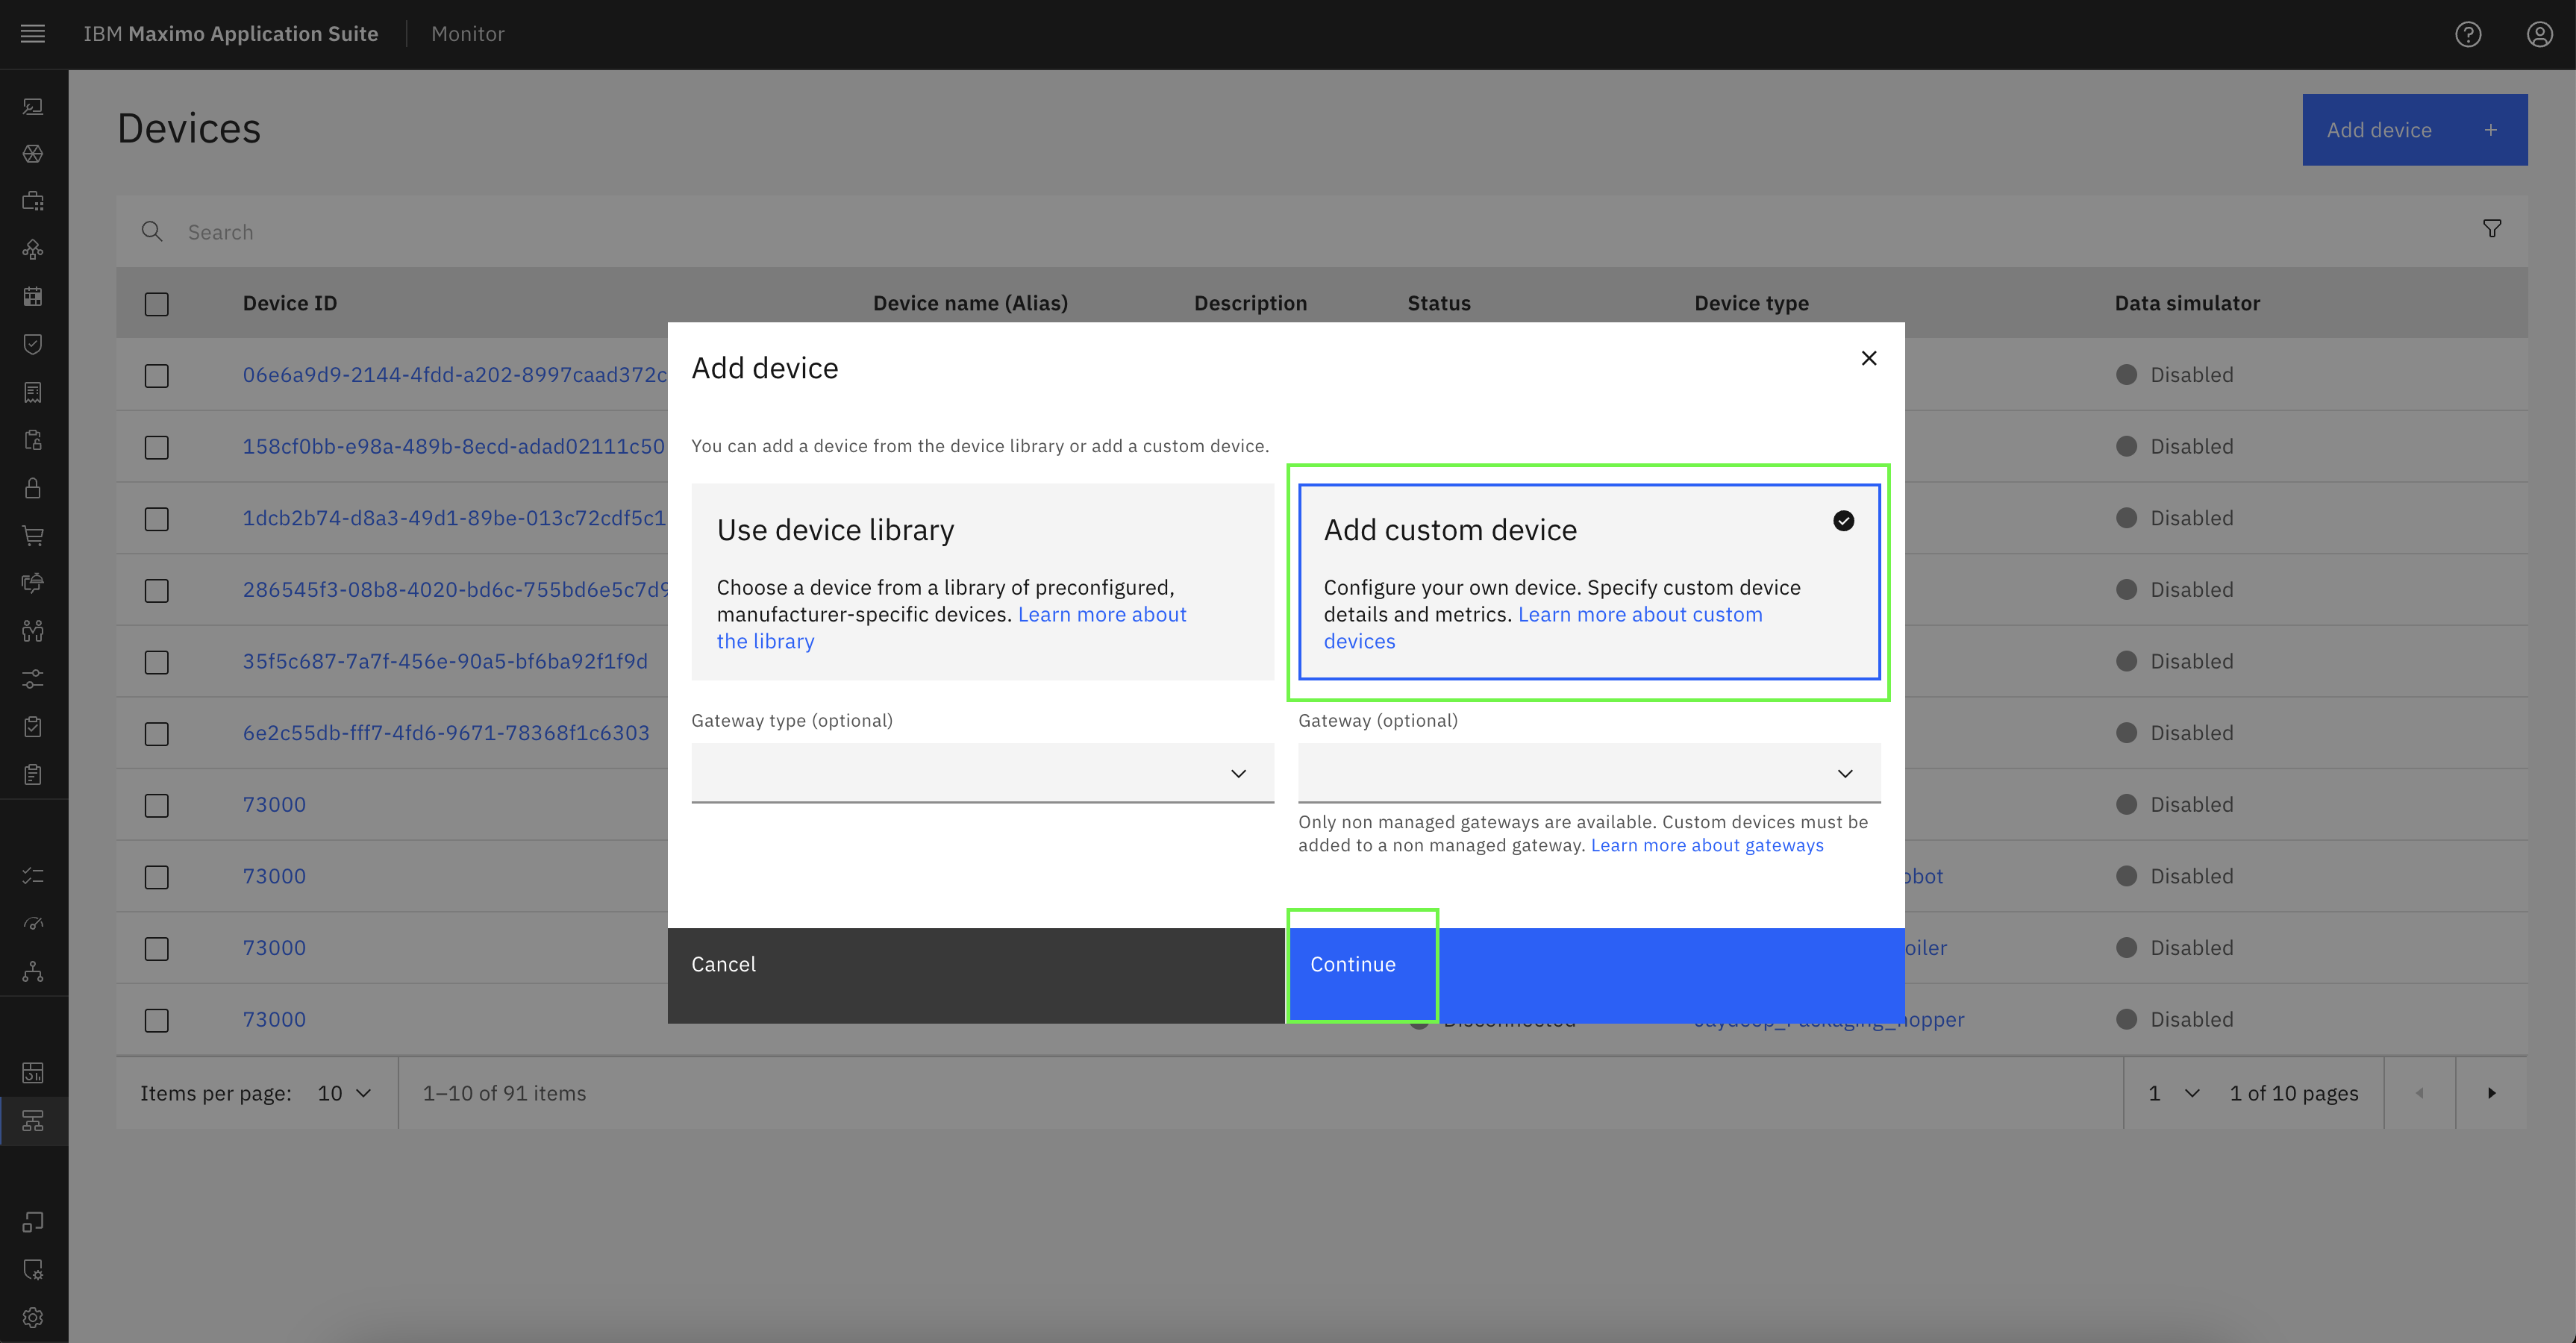 IBM Maximo Application Suite
Monitor
Devices
Add device
Search
Device ID
Device name (Alias)
Description
Status
Device type
Data simulator
06e6a9d9-2144-4fdd-a202-8997caad372c
Disabled
158cf0bb-e98a-489b-8ecd-adad02111c50
Disabled
1dcb2b74-d8a3-49d1-89be-013c72cdf5c1
Disabled
286545f3-08b8-4020-bd6c-755bd6e5c7d9
Disabled
35f5c687-7a7f-456e-90a5-bf6ba92f1f9d
Disabled
6e2c55db-fff7-4fd6-9671-78368f1c6303
Disabled
73000
Disabled
73000
obot
Disabled
73000
oiler
Disabled
73000
Disconnected
Jaydeep_Packaging_hopper
Disabled
Add device
You can add a device from the device library or add a custom device.
Use device library
Choose a device from a library of preconfigured,
manufacturer-specific devices. Learn more about
the library
Add custom device
Configure your own device. Specify custom device
details and metrics. Learn more about custom
devices
Gateway type (optional)
Gateway (optional)
Only non managed gateways are available. Custom devices must be
added to a non managed gateway. Learn more about gateways
Cancel
Continue
Items per page: 10
1–10 of 91 items
1
1 of 10 pages